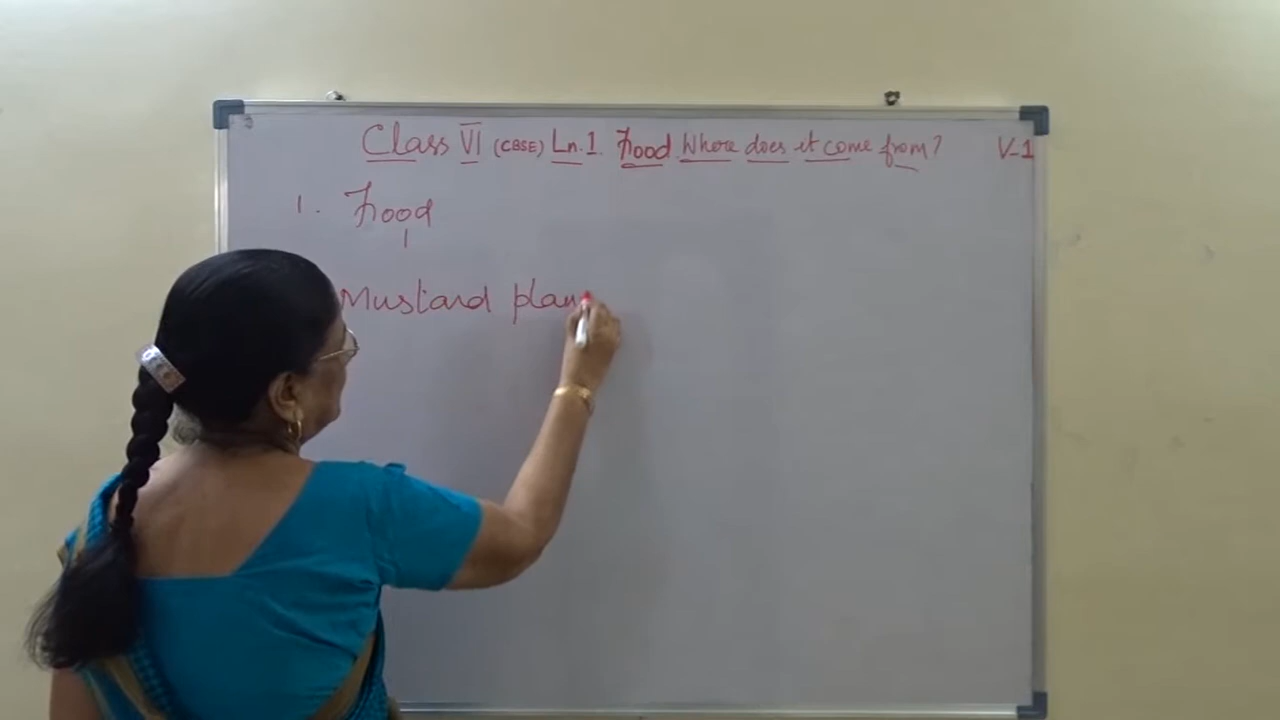 Class VI (CBSE) Ln.1. Food Where does it come from? V-1
1. Food
Mustard plan